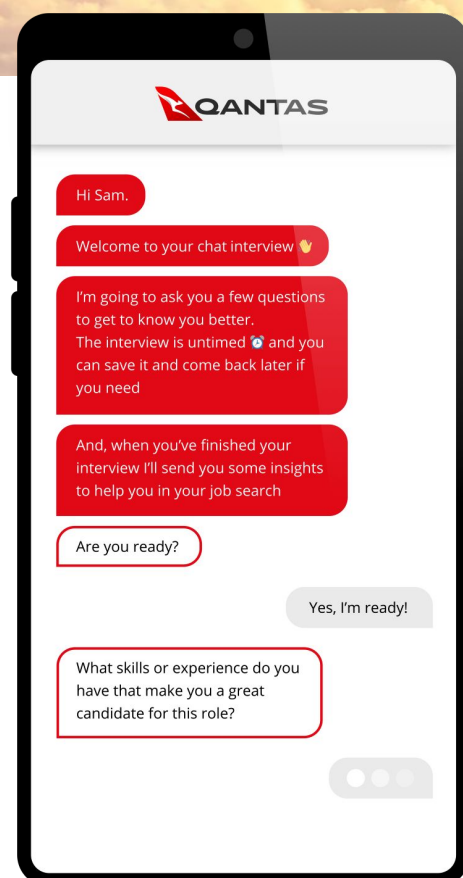 QANTAS
Hi Sam.
Welcome to your chat interview 👋
I'm going to ask you a few questions
to get to know you better.
The interview is untimed ⏰ and you
can save it and come back later if
you need
And, when you've finished your
interview I'll send you some insights
to help you in your job search
Are you ready?
Yes, I'm ready!
What skills or experience do you
have that make you a great
candidate for this role?